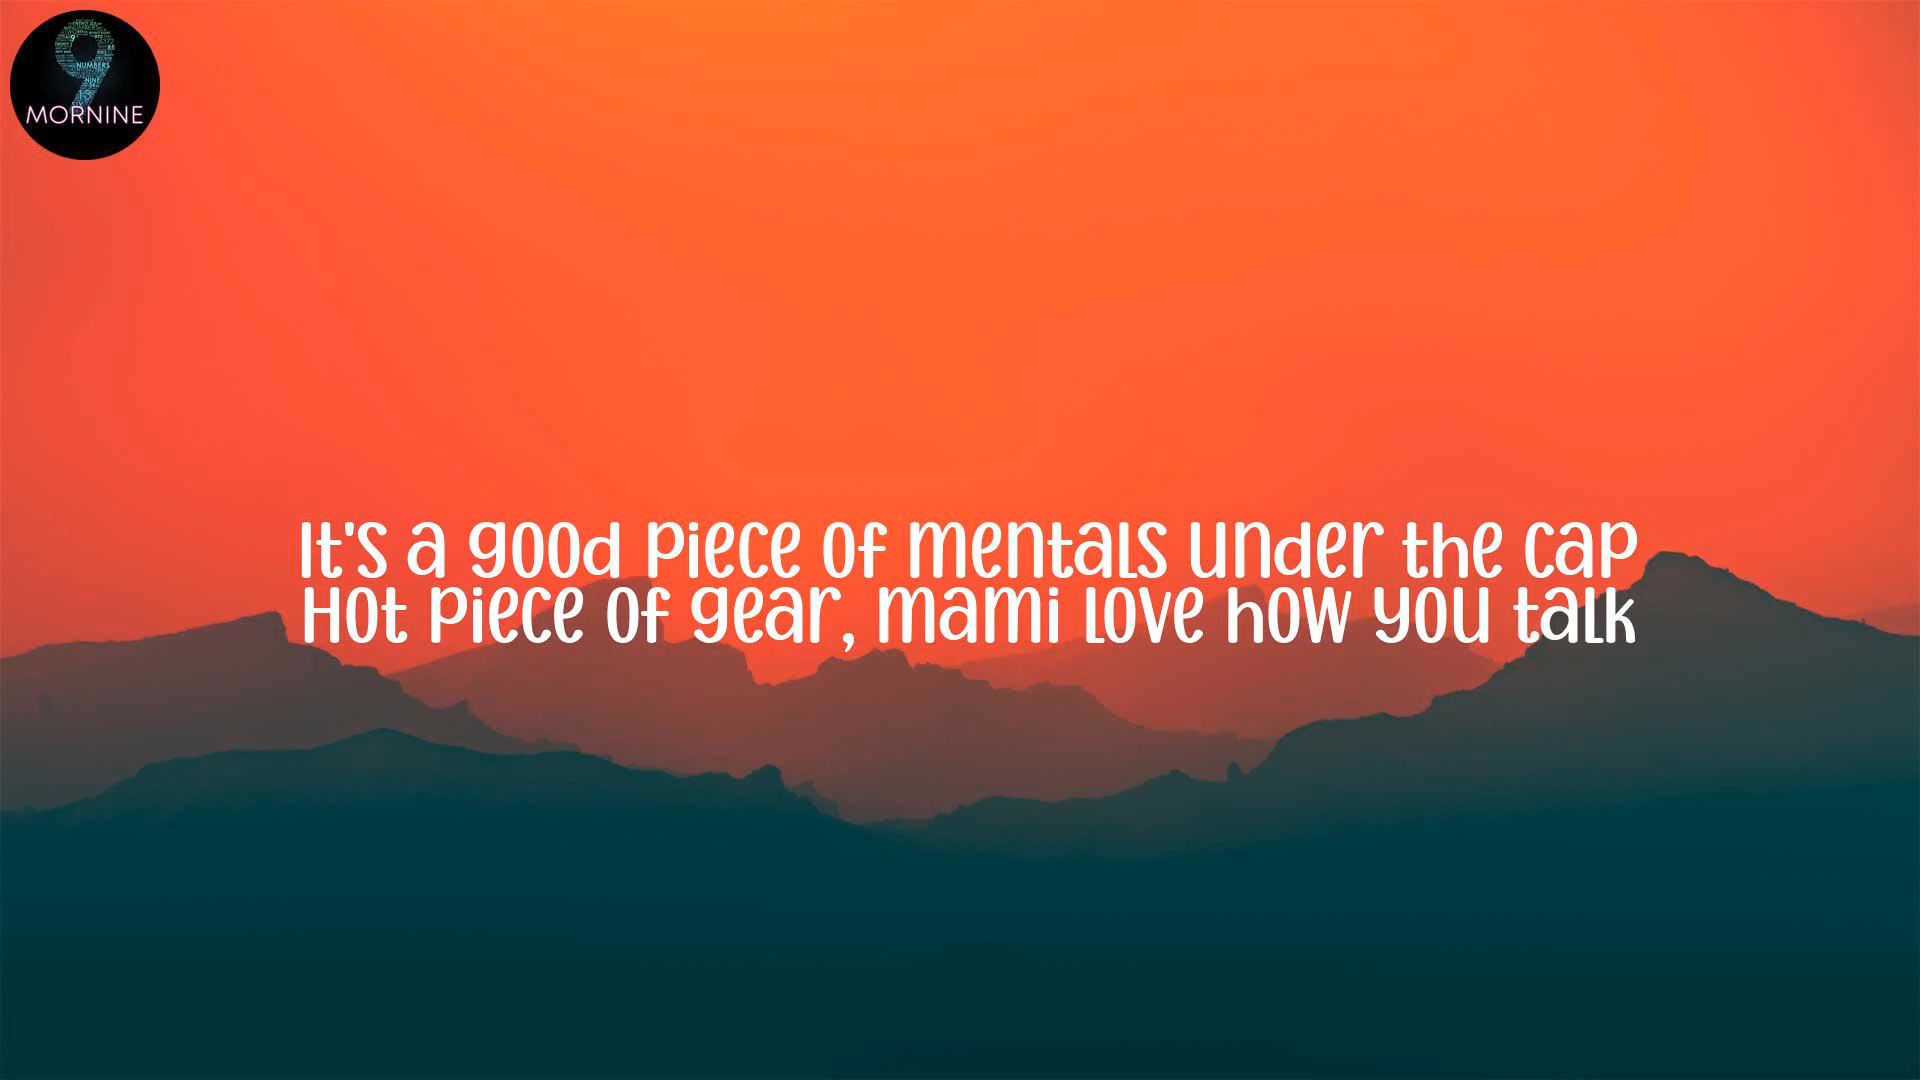 MORNINE
It's a good piece of mentals under the cap
Hot piece of gear, mami love how you talk